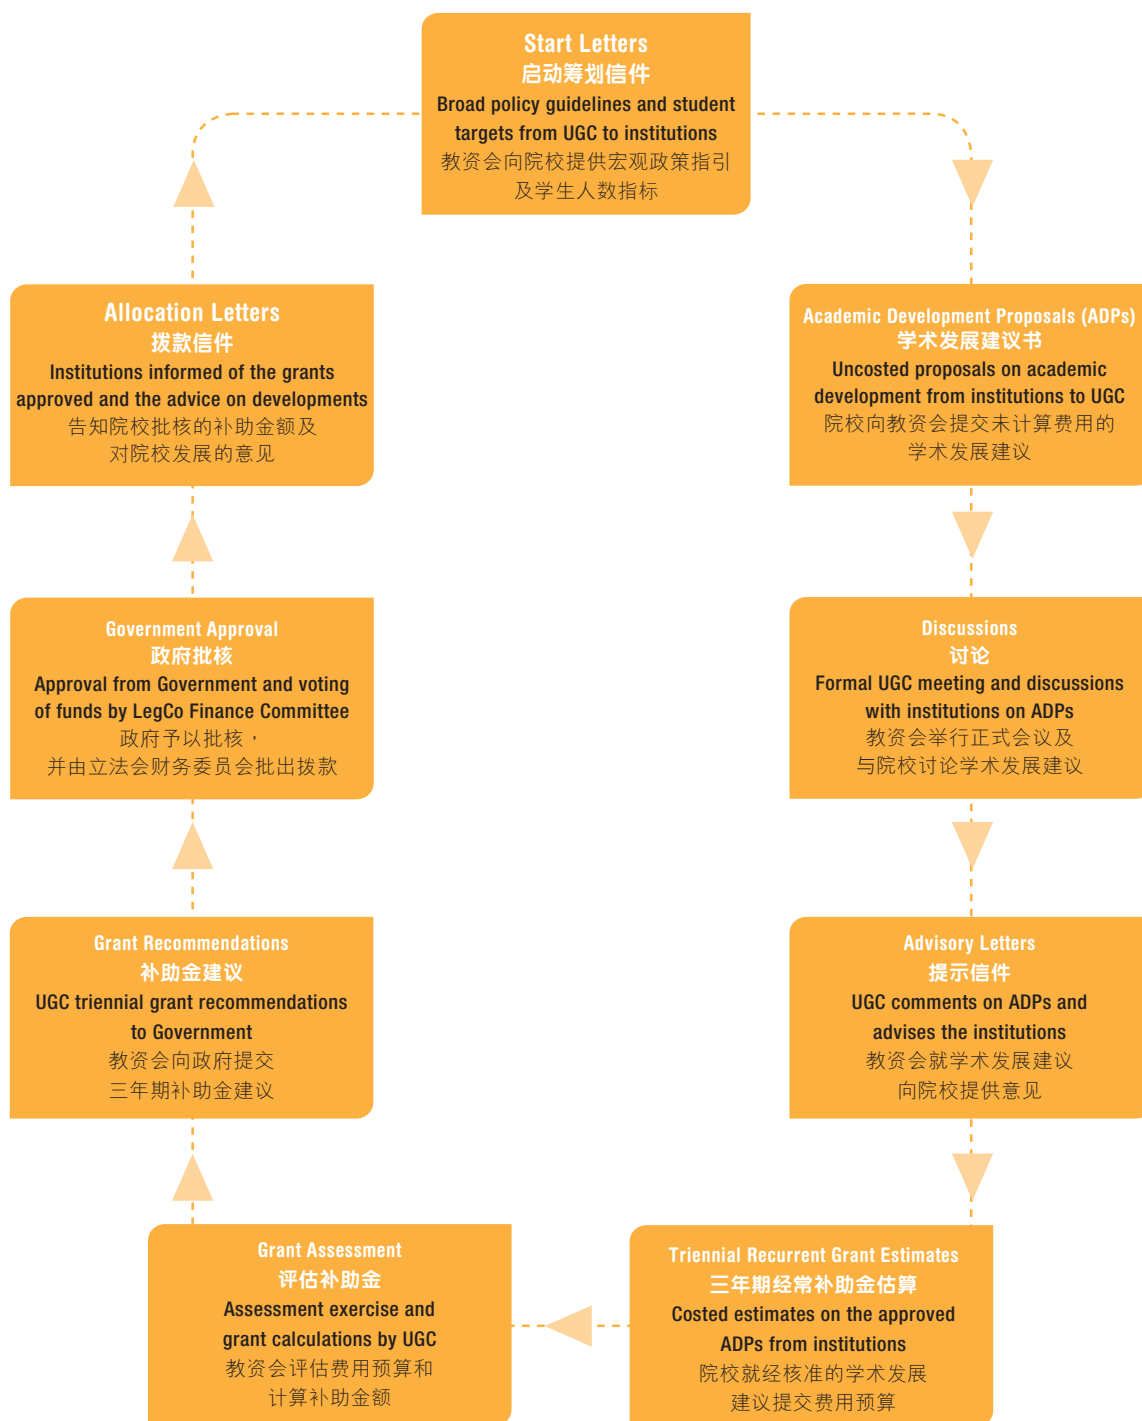 Start Letters
启动筹划信件
Broad policy guidelines and student
targets from UGC to institutions
教资会向院校提供宏观政策指引
及学生人数指标
Academic Development Proposals (ADPs)
学术发展建议书
Uncosted proposals on academic
development from institutions to UGC
院校向教资会提交未计算费用的
学术发展建议
Discussions
讨论
Formal UGC meeting and discussions
with institutions on ADPs
教资会举行正式会议及
与院校讨论学术发展建议
Advisory Letters
提示信件
UGC comments on ADPs and
advises the institutions
教资会就学术发展建议
向院校提供意见
Triennial Recurrent Grant Estimates
三年期经常补助金估算
Costed estimates on the approved
ADPs from institutions
院校就经核准的学术发展
建议提交费用预算
Grant Assessment
评估补助金
Assessment exercise and
grant calculations by UGC
教资会评估费用预算和
计算补助金额
Grant Recommendations
补助金建议
UGC triennial grant recommendations
to Government
教资会向政府提交
三年期补助金建议
Government Approval
政府批核
Approval from Government and voting
of funds by LegCo Finance Committee
政府予以批核，
并由立法会财务委员会批出拨款
Allocation Letters
拨款信件
Institutions informed of the grants
approved and the advice on developments
告知院校批核的补助金额及
对院校发展的意见